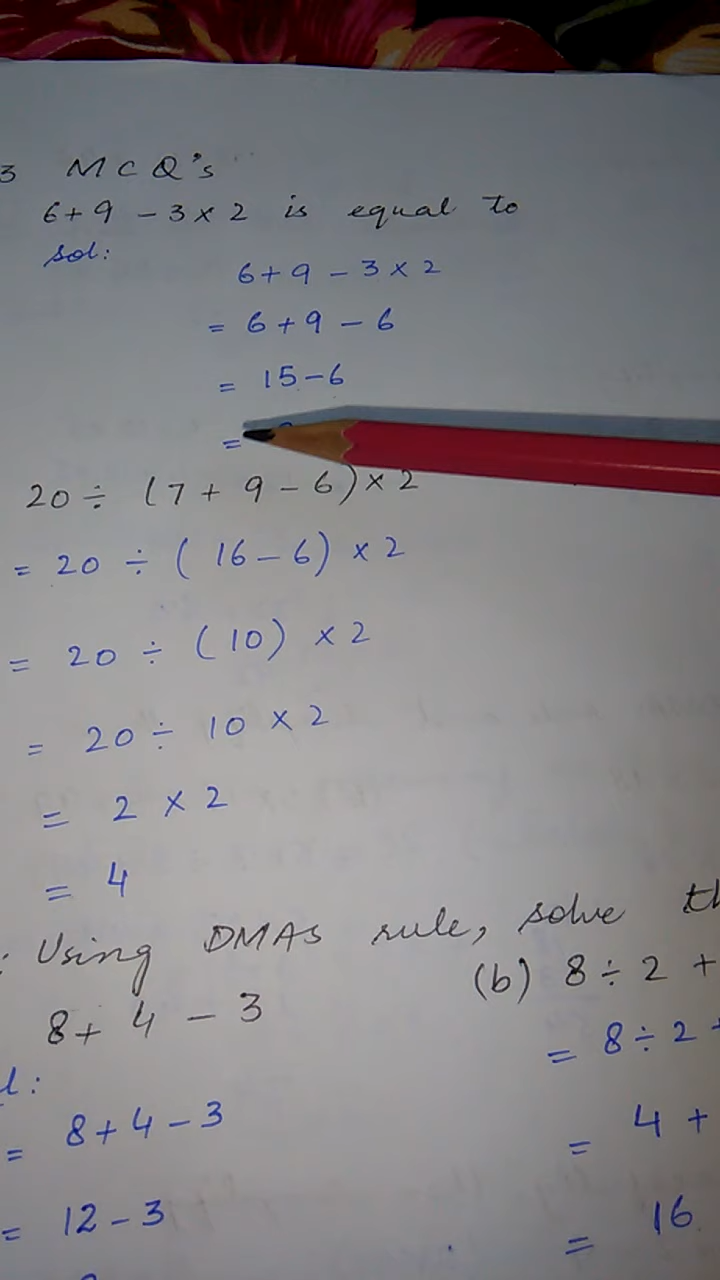 3 MCQ's
6+9 - 3×2 is equal to
Sol:
6+9 - 3×2
= 6+9 - 6
= 15-6
=
20 ÷ (7 + 9 - 6) × 2
= 20 ÷ (16-6) × 2
= 20 ÷ (10) × 2
= 20 ÷ 10 × 2
= 2 × 2
= 4
: Using DMAS rule, solve th
8+ 4 - 3
l:
= 8+4-3
= 12-3
(b) 8÷2 +
= 8÷2 +
= 4 +
= 16